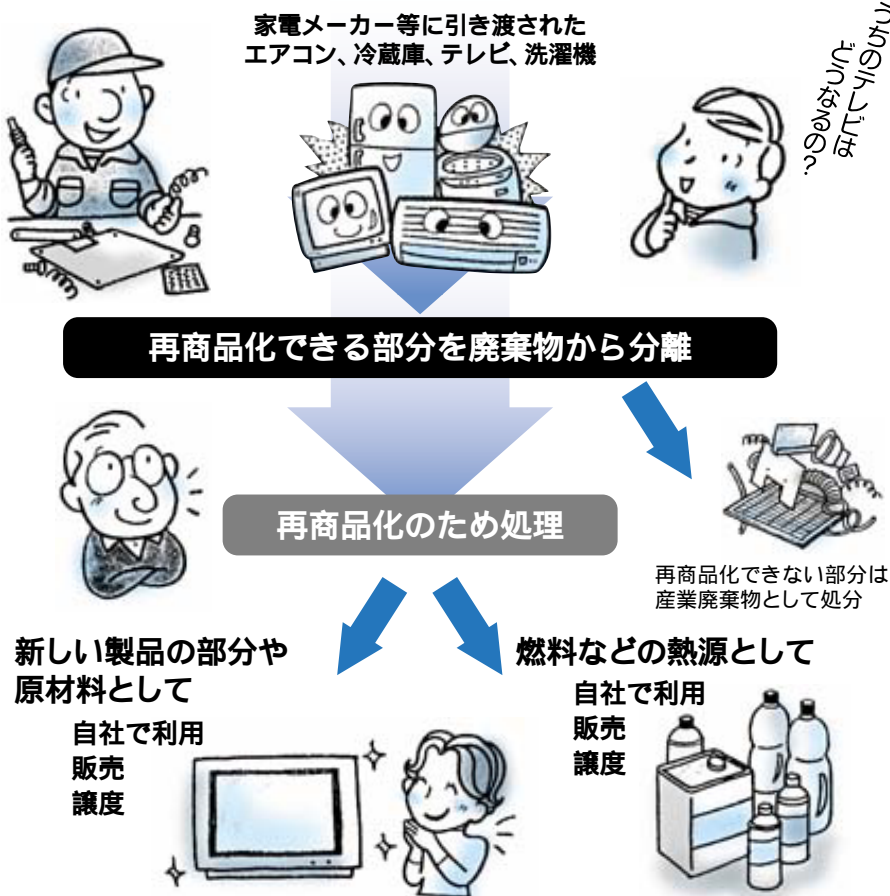 家電メーカー等に引き渡された
エアコン、冷蔵庫、テレビ、洗濯機
うちのテレビは
どうなるの？
再商品化できる部分を廃棄物から分離
再商品化のため処理
再商品化できない部分は
産業廃棄物として処分
新しい製品の部分や
原材料として
自社で利用
販売
譲度
燃料などの熱源として
自社で利用
販売
譲度